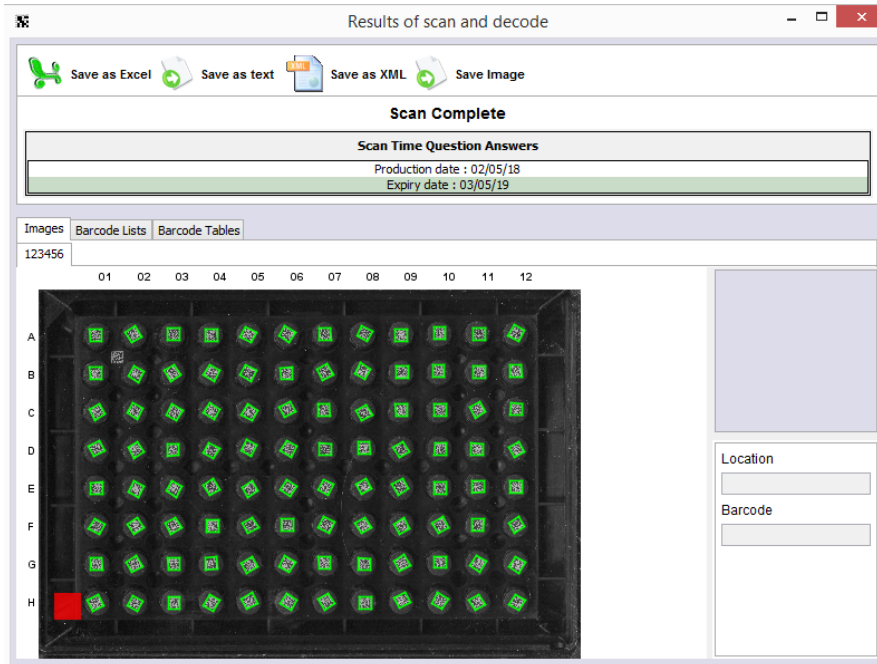 Results of scan and decode
Save as Excel Save as text XML Save as XML Save Image
Scan Complete
Scan Time Question Answers
Production date : 02/05/18
Expiry date : 03/05/19
Images Barcode Lists Barcode Tables
123456
01 02 03 04 05 06 07 08 09 10 11 12
A
B
C
D
E
F
G
H
Location
Barcode